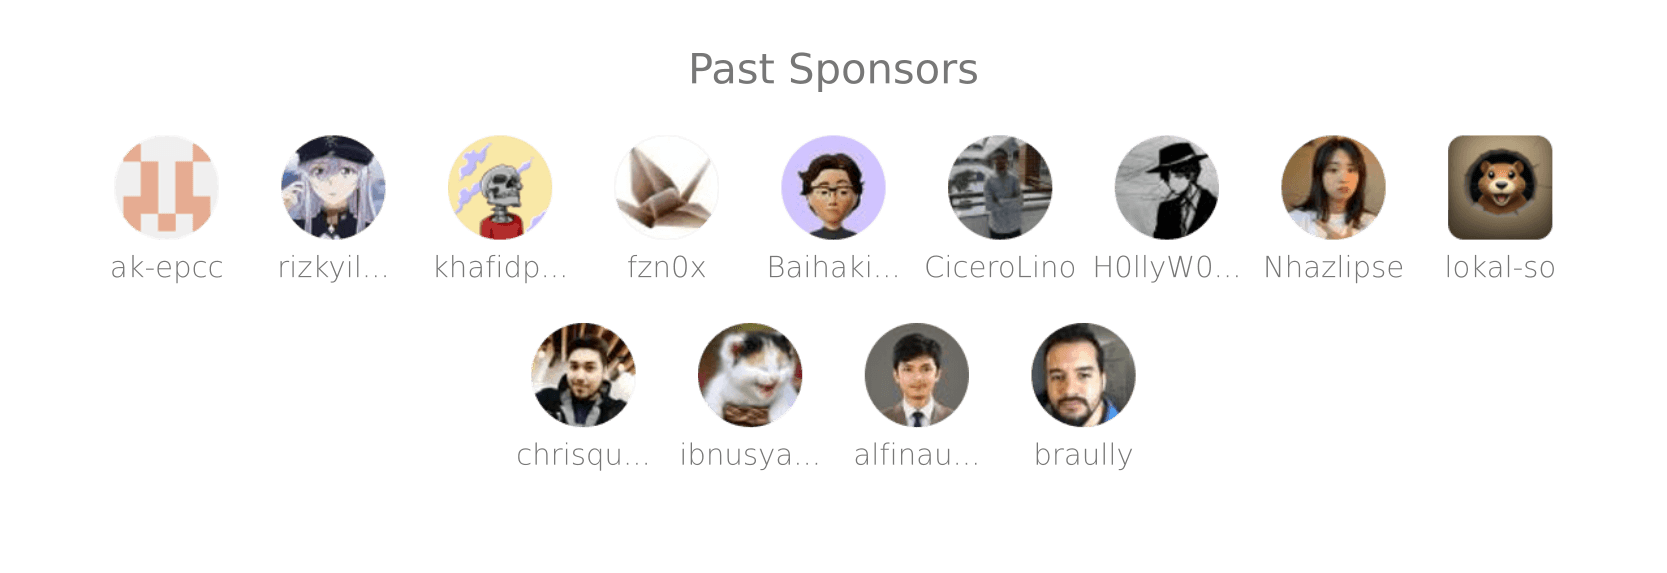 Past Sponsors
ak-epcc rizkyil... khafidp... fzn0x Baihaki... CiceroLino H0llyW0... Nhazlipse lokal-so
chrisqu... ibnusya... alfinau... braully